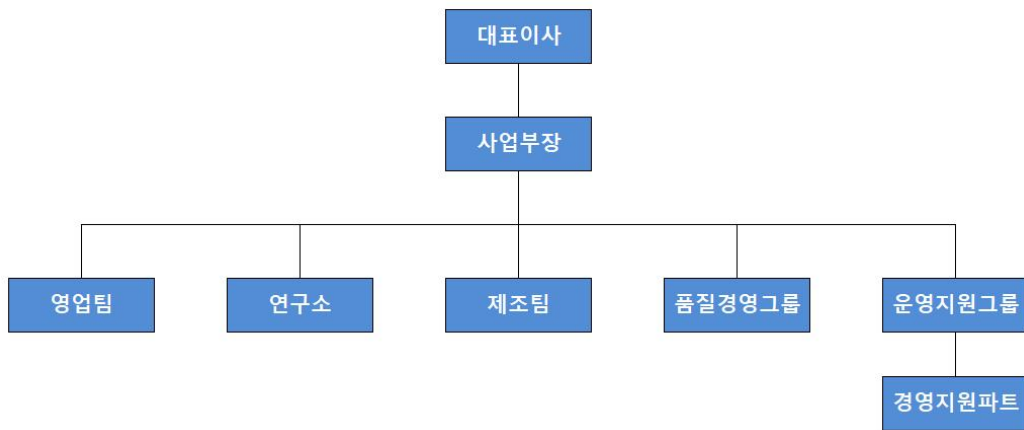 대표이사
사업부장
영업팀
연구소
제조팀
품질경영그룹
운영지원그룹
경영지원파트